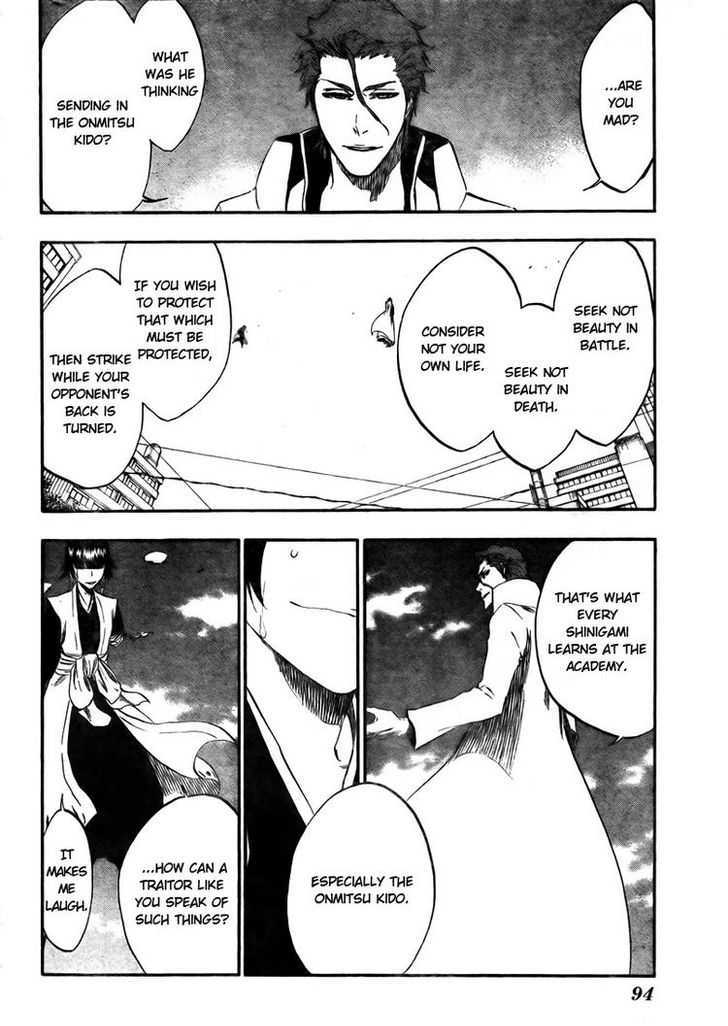 ...ARE
YOU
MAD?
WHAT
WAS HE
THINKING
SENDING IN
THE ONMITSU
KIDO?
SEEK NOT
BEAUTY IN
BATTLE.
SEEK NOT
BEAUTY IN
DEATH.
CONSIDER
NOT YOUR
OWN LIFE.
IF YOU WISH
TO PROTECT
THAT WHICH
MUST BE
PROTECTED,
THEN STRIKE
WHILE YOUR
OPPONENT'S
BACK IS
TURNED.
THAT'S WHAT
EVERY
SHINIGAMI
LEARNS AT THE
ACADEMY.
ESPECIALLY THE
ONMITSU KIDO.
...HOW CAN A
TRAITOR LIKE
YOU SPEAK OF
SUCH THINGS?
IT
MAKES
ME
LAUGH.
94